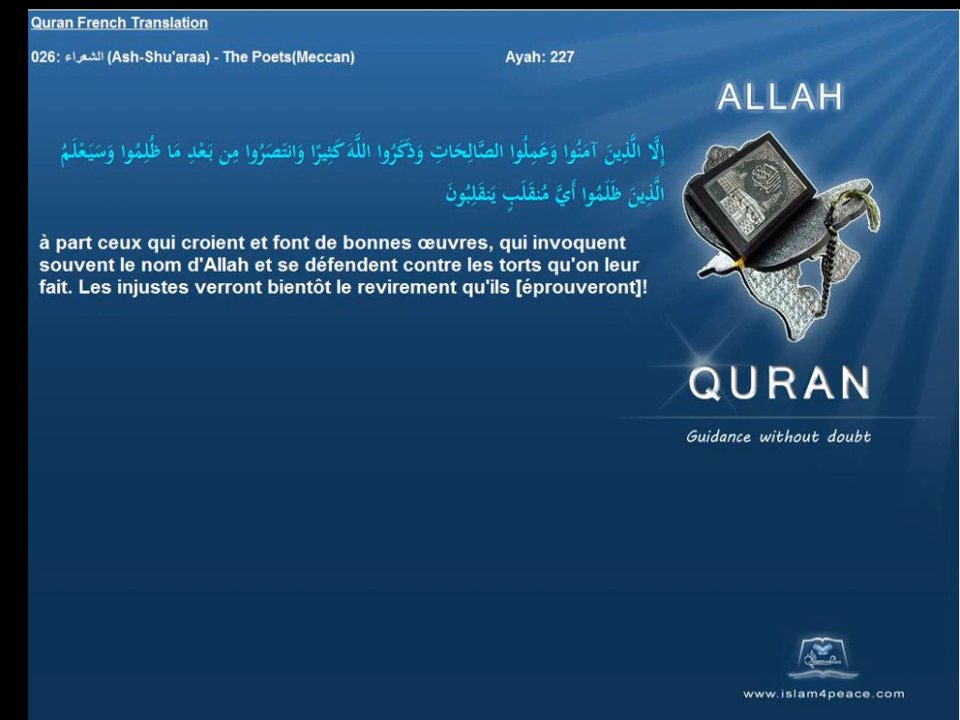 Quran French Translation
026: الشعراء (Ash-Shu'araa) - The Poets(Meccan) Ayah: 227
ALLAH
إِلَّا الَّذِينَ آمَنُوا وَعَمِلُوا الصَّالِحَاتِ وَذَكَرُوا اللَّهَ كَثِيرًا وَانتَصَرُوا مِن بَعْدِ مَا ظُلِمُوا وَسَيَعْلَمُ
الَّذِينَ ظَلَمُوا أَيَّ مُنقَلَبٍ يَنقَلِبُونَ
à part ceux qui croient et font de bonnes œuvres, qui invoquent
souvent le nom d'Allah et se défendent contre les torts qu'on leur
fait. Les injustes verront bientôt le revirement qu'ils [éprouveront]!
QURAN
Guidance without doubt
www.islam4peace.com